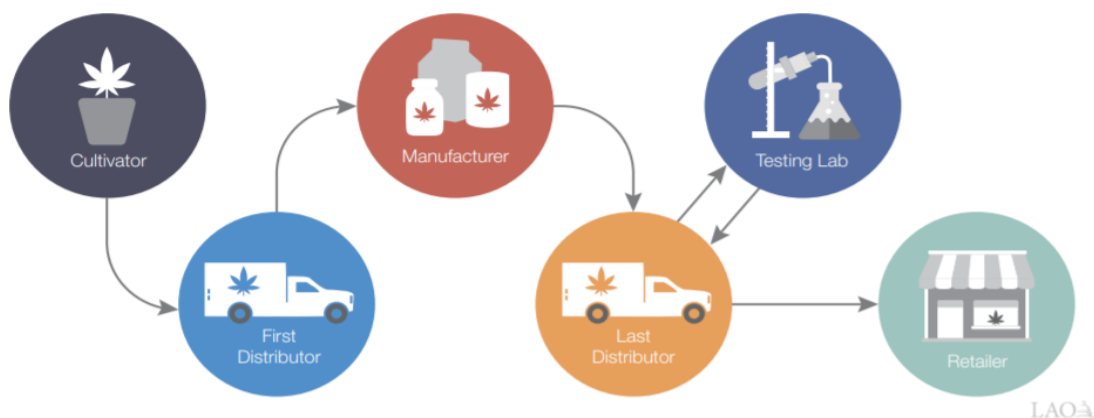 Cultivator
First
Distributor
Manufacturer
Last
Distributor
Testing Lab
Retailer
LAO